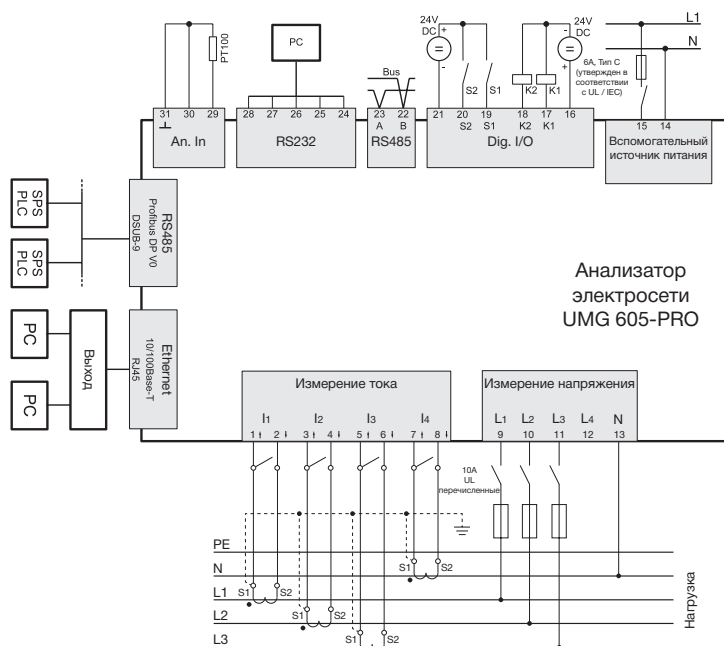 L1
N
24V
DC
+
-
24V
DC
-
+
PT100
PC
Bus
S2
S1
K2
K1
6A, Тип C
(утвержден в
соответствии
с UL / IEC)
31 30 29
An. In
28 27 26 25 24
RS232
23 22
A B
RS485
21 20 19 18 17 16
S2 S1 K2 K1
Dig. I/O
15 14
Вспомогательный
источник питания
SPS
PLC
SPS
PLC
RS485
Profibus DP V0
DSUB-9
Анализатор
электросети
UMG 605-PRO
PC
PC
Выход
Ethernet
10/100Base-T
RJ45
Измерение тока
I1 I2 I3 I4
1 2 3 4 5 6 7 8
Измерение напряжения
L1 L2 L3 L4 N
9 10 11 12 13
10A
UL
перечисленные
PE
N
S1 S2
L1
S1 S2
L2
S1 S2
L3
S1 S2
Нагрузка